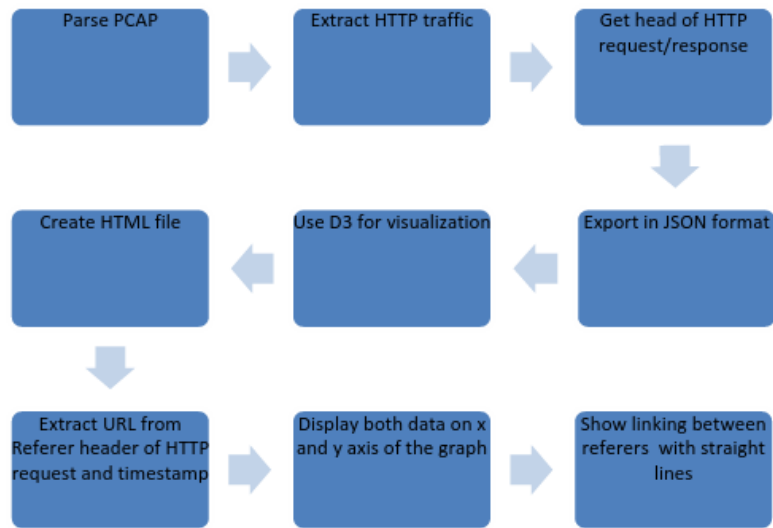 Parse PCAP
Extract HTTP traffic
Get head of HTTP
request/response
Export in JSON format
Use D3 for visualization
Create HTML file
Extract URL from
Referer header of HTTP
request and timestamp
Display both data on x
and y axis of the graph
Show linking between
referers with straight
lines